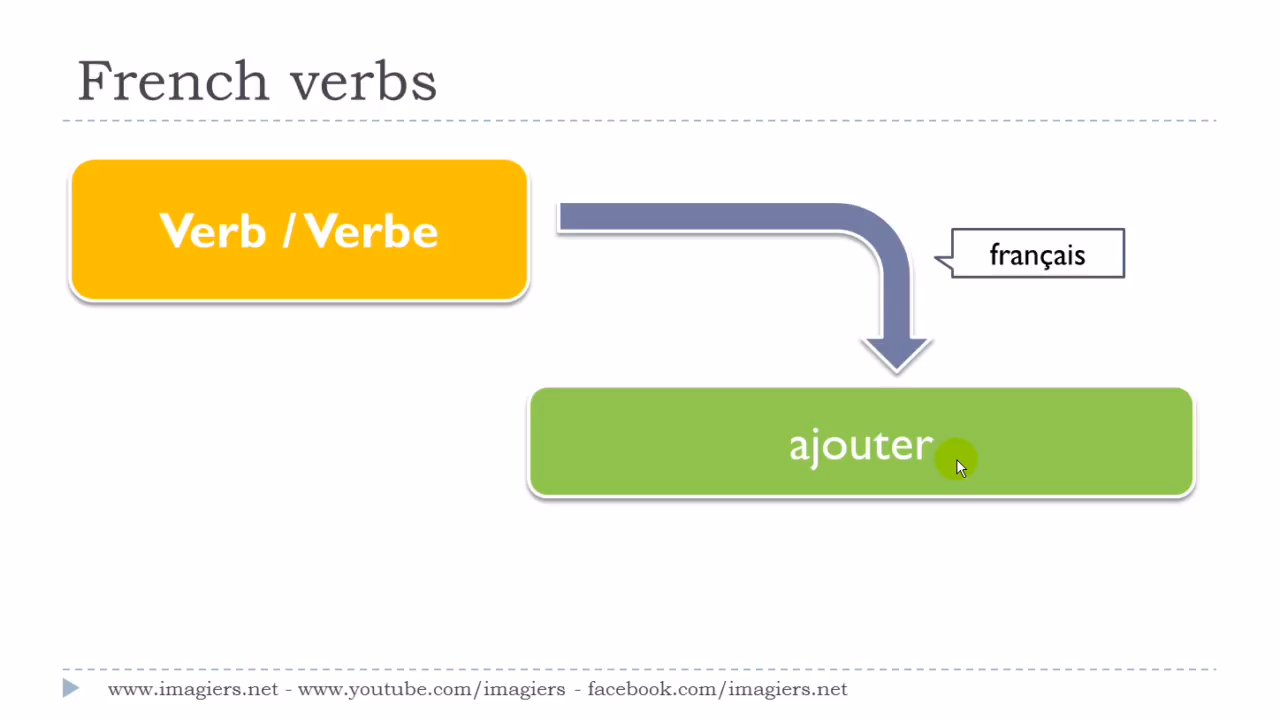 French verbs
Verb / Verbe
français
ajouter
www.imagiers.net - www.youtube.com/imagiers - facebook.com/imagiers.net